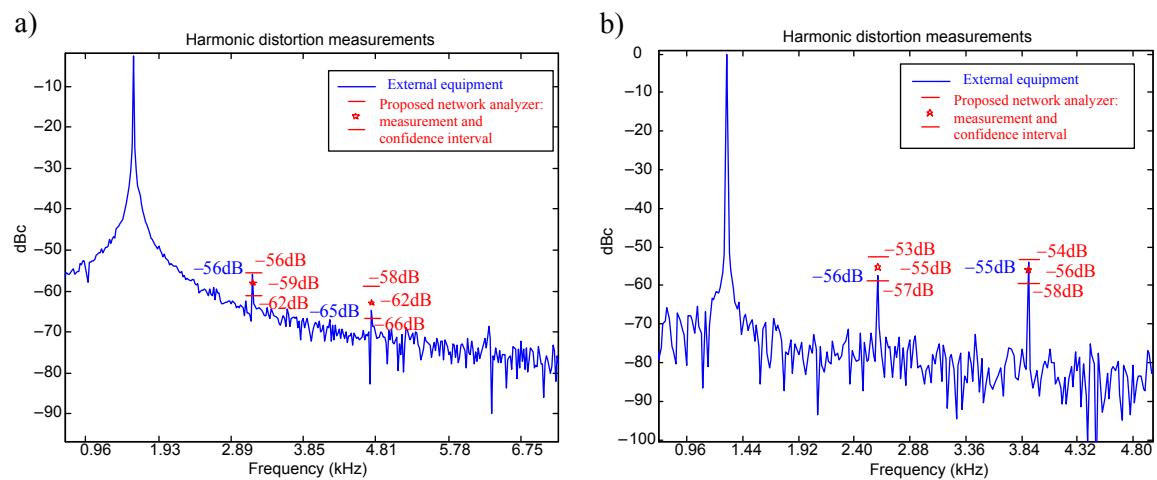 a)
Harmonic distortion measurements
External equipment
Proposed network analyzer:
measurement and
confidence interval
dBc
−10
−20
−30
−40
−50
−60
−70
−80
−90
−56dB
−56dB
−59dB
−62dB
−65dB
−58dB
−62dB
−66dB
0.96 1.93 2.89 3.85 4.81 5.78 6.75
Frequency (kHz)
b)
Harmonic distortion measurements
External equipment
Proposed network analyzer:
measurement and
confidence interval
dBc
0
−10
−20
−30
−40
−50
−60
−70
−80
−90
−100
−53dB
−56dB
−55dB
−57dB
−54dB
−55dB
−56dB
−58dB
0.96 1.44 1.92 2.40 2.88 3.36 3.84 4.32 4.80
Frequency (kHz)